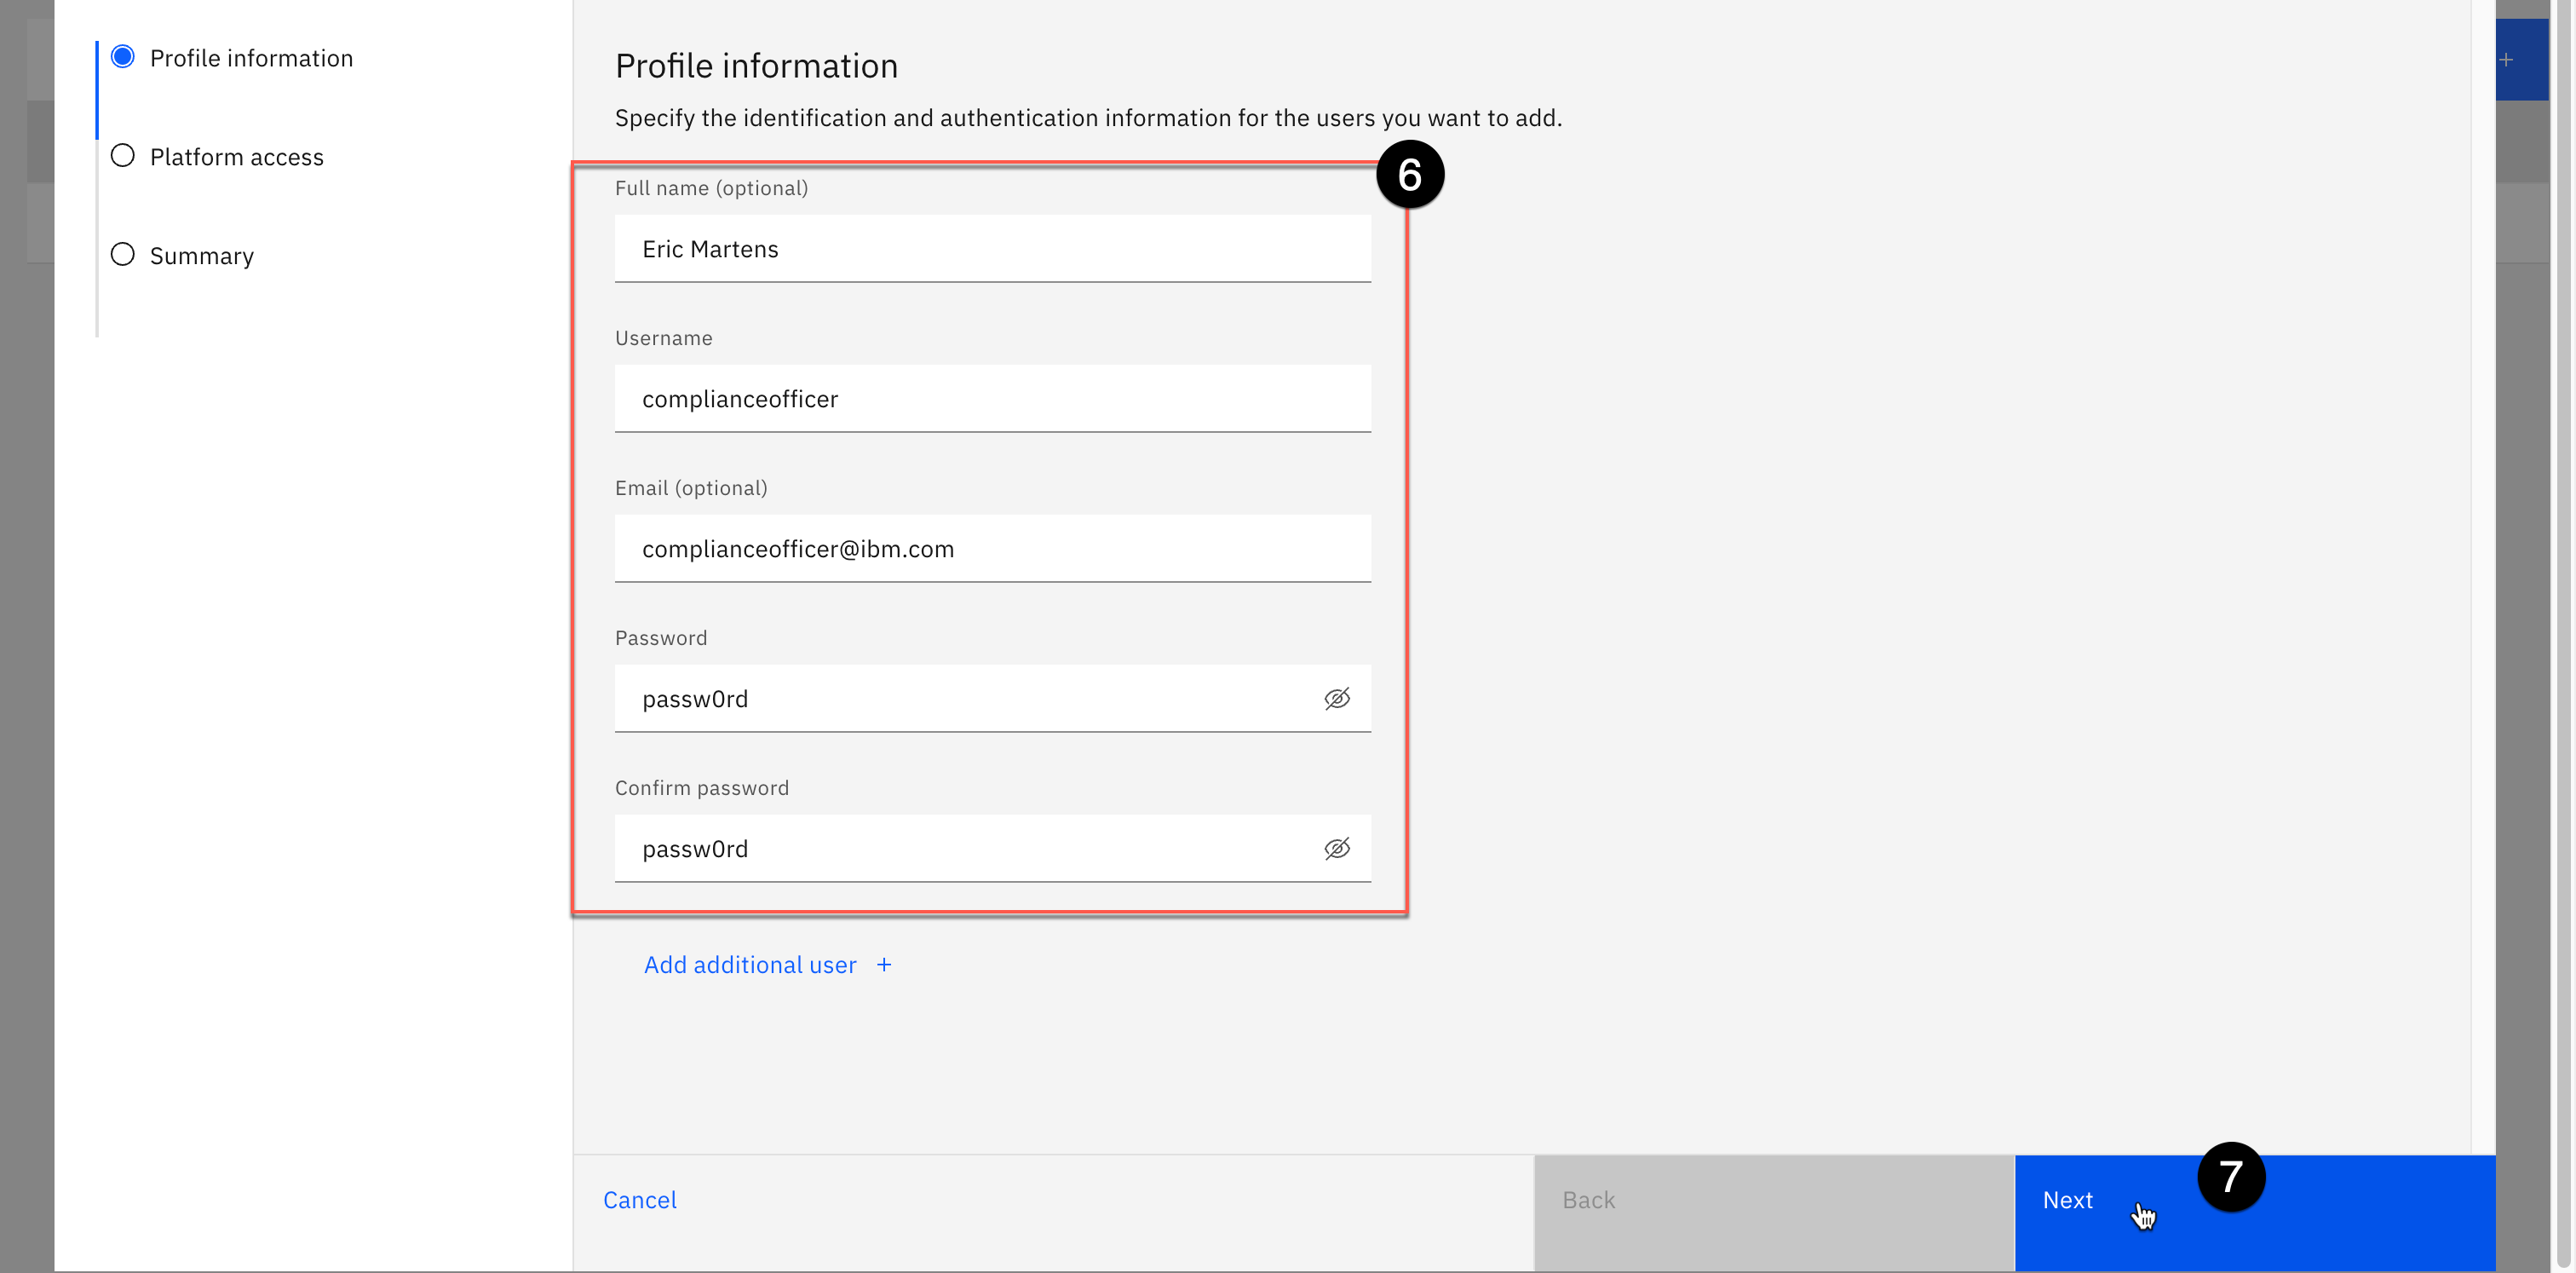 Profile information
Platform access
Summary
Profile information
Specify the identification and authentication information for the users you want to add.
6
Full name (optional)
Eric Martens
Username
complianceofficer
Email (optional)
complianceofficer@ibm.com
Password
passw0rd
Confirm password
passw0rd
Add additional user +
Cancel
Back
Next
7
+